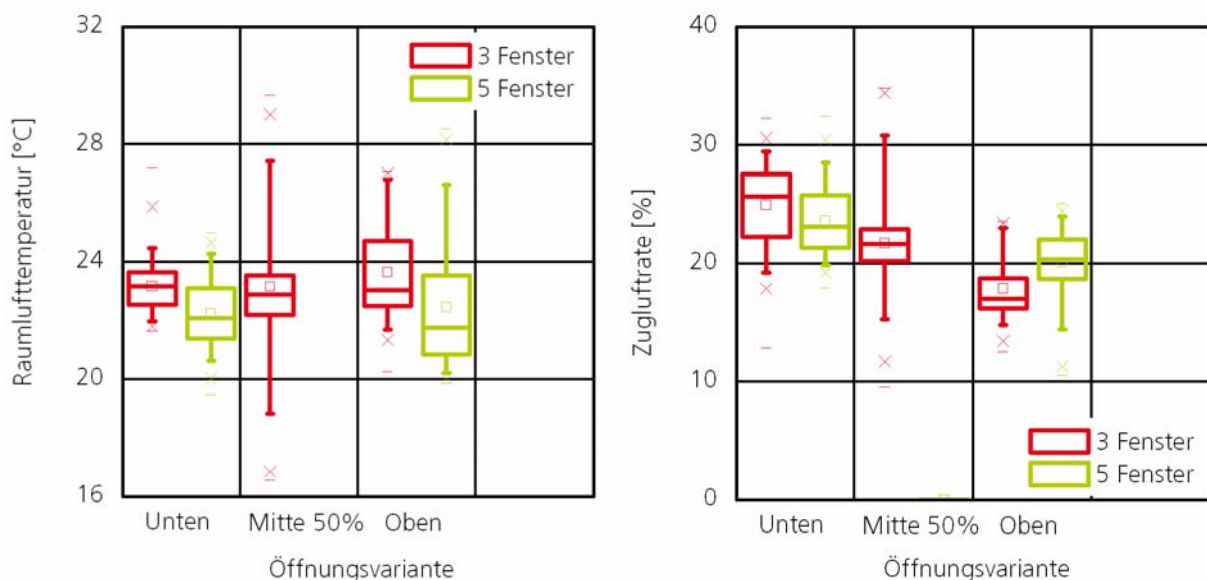 Raumlufttemperatur [°C]
32
28
24
20
16
3 Fenster
5 Fenster
Unten
Mitte 50%
Oben
Öffnungsvariante
Zugluftrate [%]
40
30
20
10
0
3 Fenster
5 Fenster
Unten
Mitte 50%
Oben
Öffnungsvariante